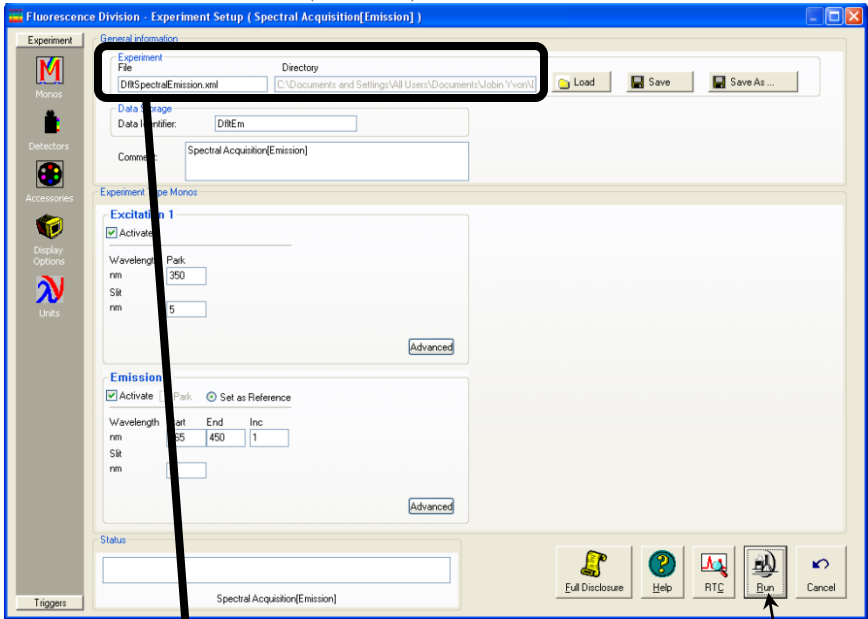 Fluorescence Division - Experiment Setup ( Spectral Acquisition[Emission] )
Experiment
Monos
Detectors
Accessories
Display
Options
Units
Triggers
General information
Experiment
File Directory
DfltSpectralEmission.xml C:\Documents and Settings\All Users\Documents\Jobin Yvon\
Load Save Save As ...
Data Storage
Data Identifier: DfltEm
Comment: Spectral Acquisition[Emission]
Experiment Type Monos
Excitation 1
Activate
Wavelength Park
nm 350
Slit
nm 5
Advanced
Emission
Activate Park Set as Reference
Wavelength Start End Inc
nm 450 1
Slit
nm
Advanced
Status
Spectral Acquisition[Emission]
Full Disclosure Help RTC Run Cancel